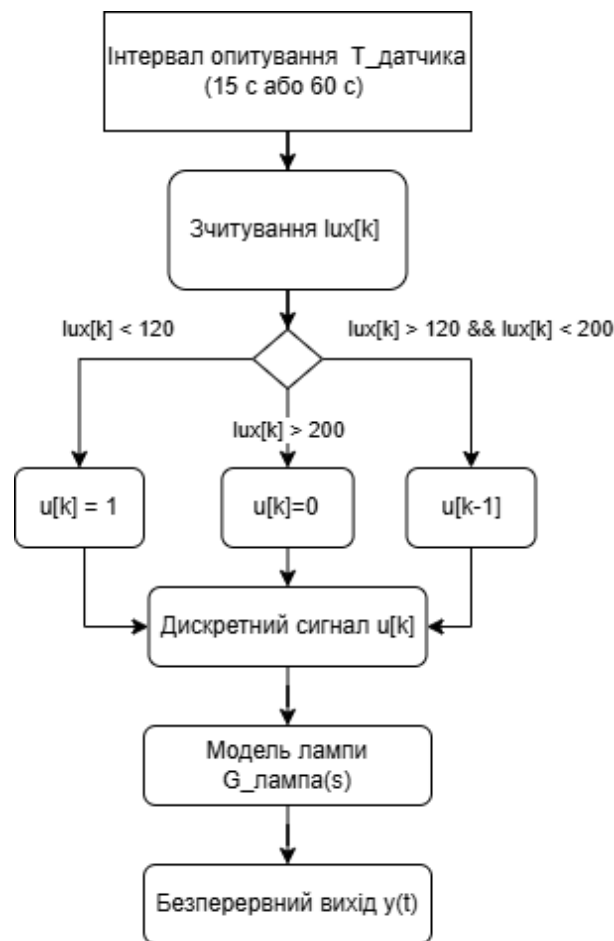 Інтервал опитування T_датчика
(15 с або 60 с)
Зчитування lux[k]
lux[k] < 120
lux[k] > 120 && lux[k] < 200
lux[k] > 200
u[k] = 1
u[k]=0
u[k-1]
Дискретний сигнал u[k]
Модель лампи
G_лампа(s)
Безперервний вихід y(t)